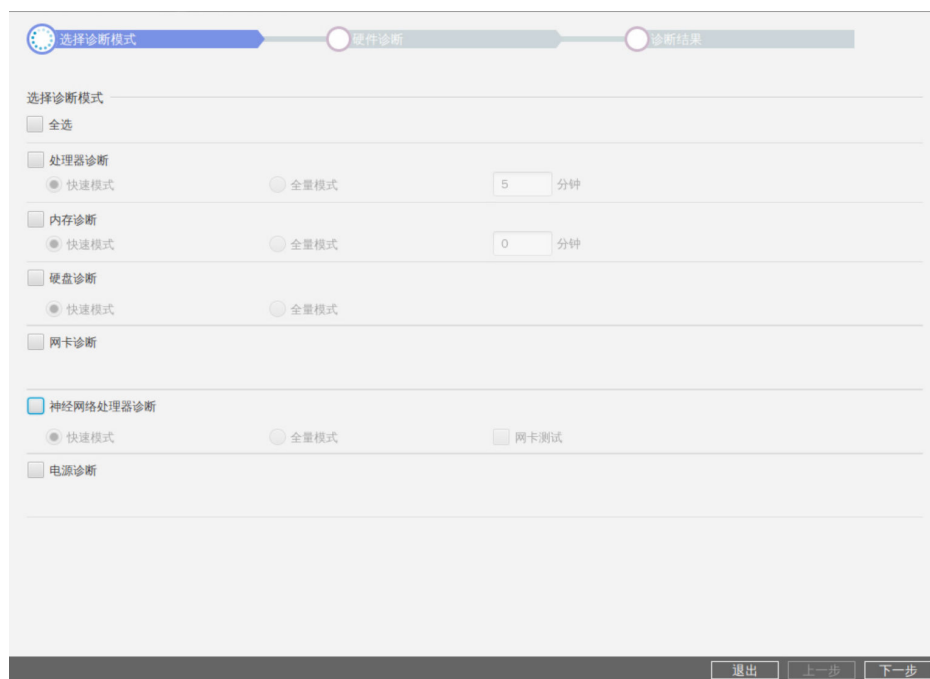 选择诊断模式 硬件诊断 诊断结果
选择诊断模式
全选
处理器诊断
快速模式 全量模式 5 分钟
内存诊断
快速模式 全量模式 0 分钟
硬盘诊断
快速模式 全量模式
网卡诊断
神经网络处理器诊断
快速模式 全量模式 网卡测试
电源诊断
退出 上一步 下一步